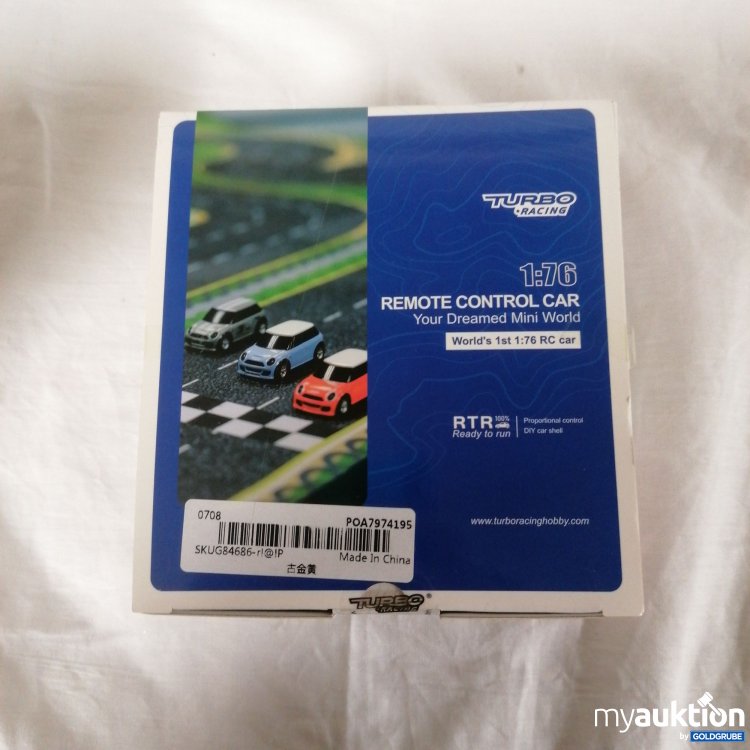 TURBO
RACING
1:76
REMOTE CONTROL CAR
Your Dreamed Mini World
World's 1st 1:76 RC car
RTR 100%
Ready to run
Proportional control
DIY car shell
www.turboracinghobby.com
0708
POA7974195
SKUG84686-r!@!P
Made In China
古金黄
TURBO
RACING
myauktion
by GOLDGRUBE